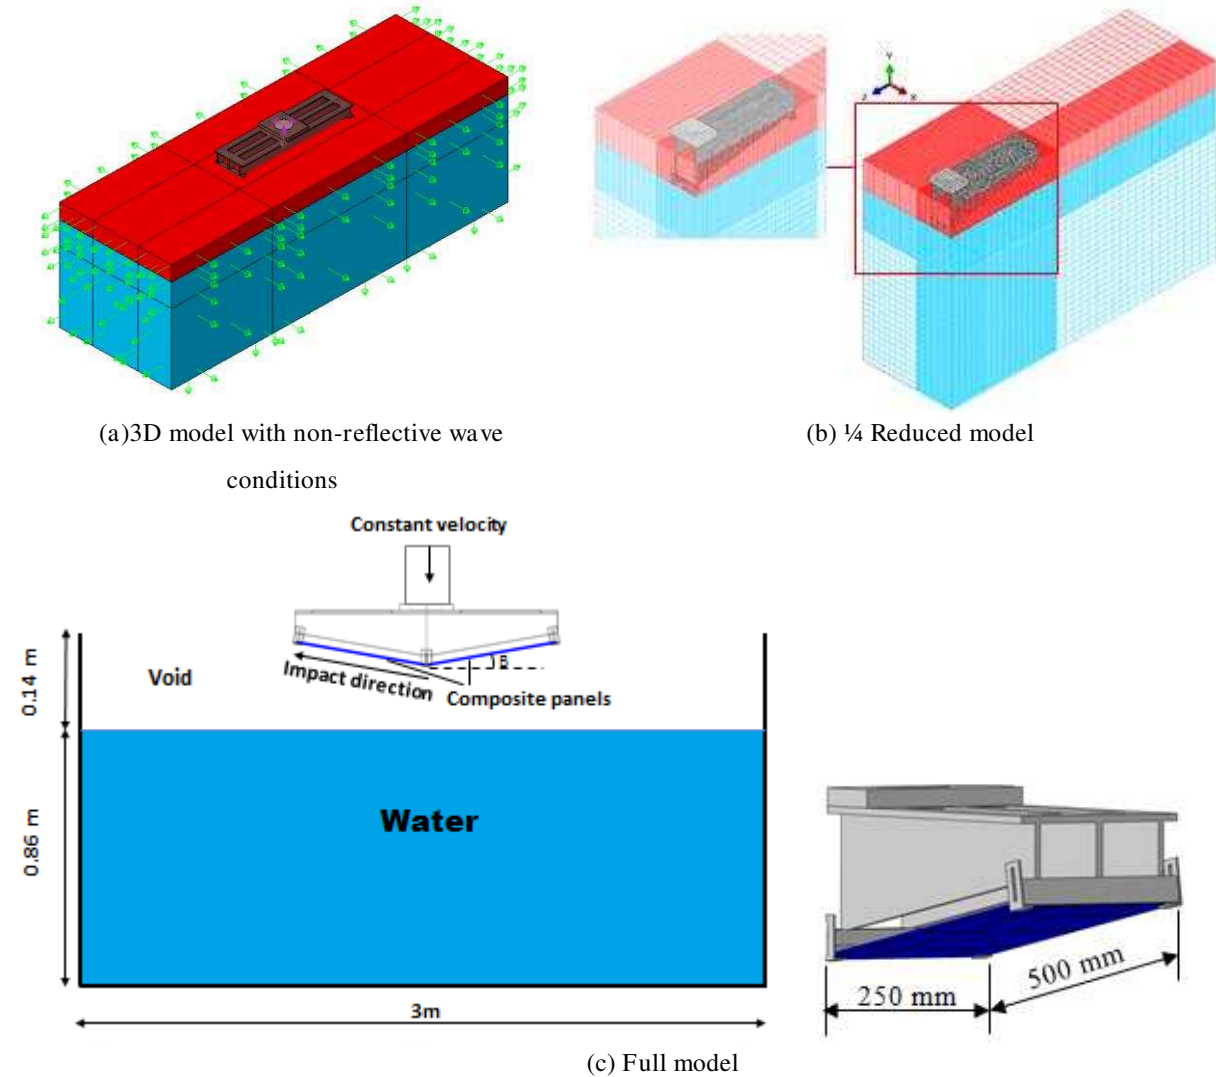 Y
Z
X
(a)3D model with non-reflective wave
conditions
(b) ¼ Reduced model
Constant velocity
0.14 m
Void
Impact direction
B
Composite panels
0.86 m
Water
3m
250 mm
500 mm
(c) Full model